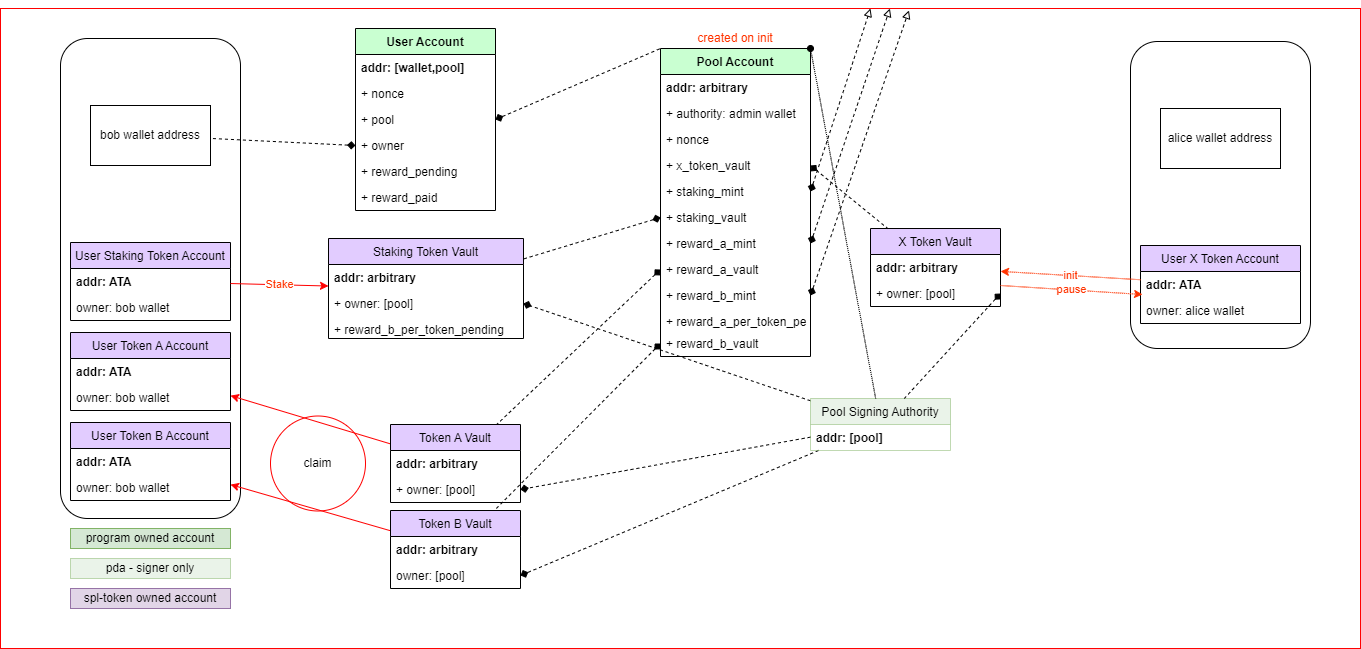 bob wallet address
User Staking Token Account
addr: ATA
owner: bob wallet
User Token A Account
addr: ATA
owner: bob wallet
User Token B Account
addr: ATA
owner: bob wallet
program owned account
pda - signer only
spl-token owned account
User Account
addr: [wallet,pool]
+ nonce
+ pool
+ owner
+ reward_pending
+ reward_paid
Stake
Staking Token Vault
addr: arbitrary
+ owner: [pool]
+ reward_b_per_token_pending
claim
Token A Vault
addr: arbitrary
+ owner: [pool]
Token B Vault
addr: arbitrary
owner: [pool]
created on init
Pool Account
addr: arbitrary
+ authority: admin wallet
+ nonce
+ x_token_vault
+ staking_mint
+ staking_vault
+ reward_a_mint
+ reward_a_vault
+ reward_b_mint
+ reward_a_per_token_pe
+ reward_b_vault
Pool Signing Authority
addr: [pool]
X Token Vault
addr: arbitrary
+ owner: [pool]
init
pause
alice wallet address
User X Token Account
addr: ATA
owner: alice wallet